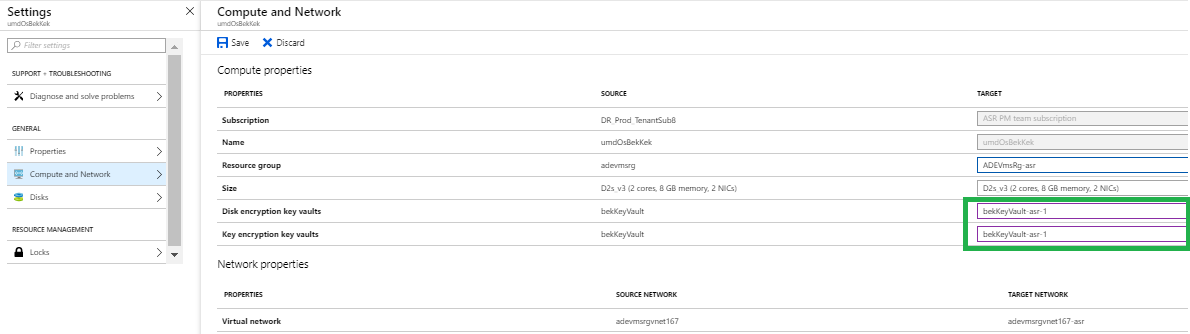 Settings
umdOsBekKek
Filter settings
SUPPORT + TROUBLESHOOTING
Diagnose and solve problems
GENERAL
Properties
Compute and Network
Disks
RESOURCE MANAGEMENT
Locks
Compute and Network
umdOsBekKek
Save Discard
Compute properties
PROPERTIES SOURCE TARGET
Subscription DR_Prod_TenantSub8 ASR PM team subscription
Name umdOsBekKek umdOsBekKek
Resource group adevmsrg ADEVmsRg-asr
Size D2s_v3 (2 cores, 8 GB memory, 2 NICs) D2s_v3 (2 cores, 8 GB memory, 2 NICs)
Disk encryption key vaults bekKeyVault bekKeyVault-asr-1
Key encryption key vaults bekKeyVault bekKeyVault-asr-1
Network properties
PROPERTIES SOURCE NETWORK TARGET NETWORK
Virtual network adevmsrgvnet167 adevmsrgvnet167-asr